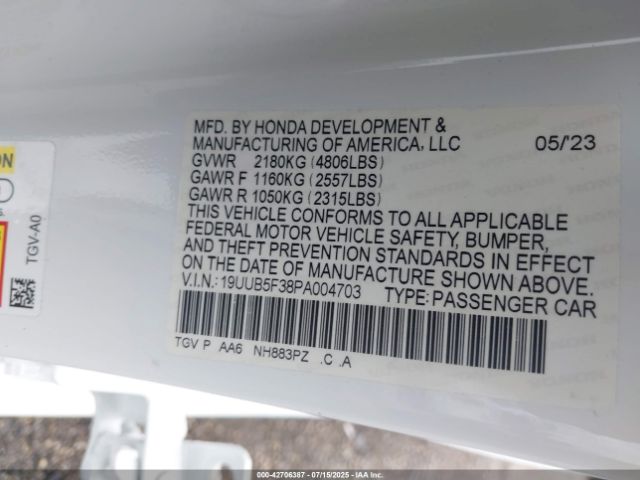 MFD. BY HONDA DEVELOPMENT &
MANUFACTURING OF AMERICA, LLC 05/'23
GVWR 2180KG (4806LBS)
GAWR F 1160KG (2557LBS)
GAWR R 1050KG (2315LBS)
THIS VEHICLE CONFORMS TO ALL APPLICABLE
FEDERAL MOTOR VEHICLE SAFETY, BUMPER,
AND THEFT PREVENTION STANDARDS IN EFFECT
ON THE DATE OF MANUFACTURE SHOWN ABOVE.
V.I.N.:19UUB5F38PA004703 TYPE:PASSENGER CAR
TGV P AA6 NH883PZ .C .A
TGV-A0
000-42706387 07/15/2025 IAA Inc.